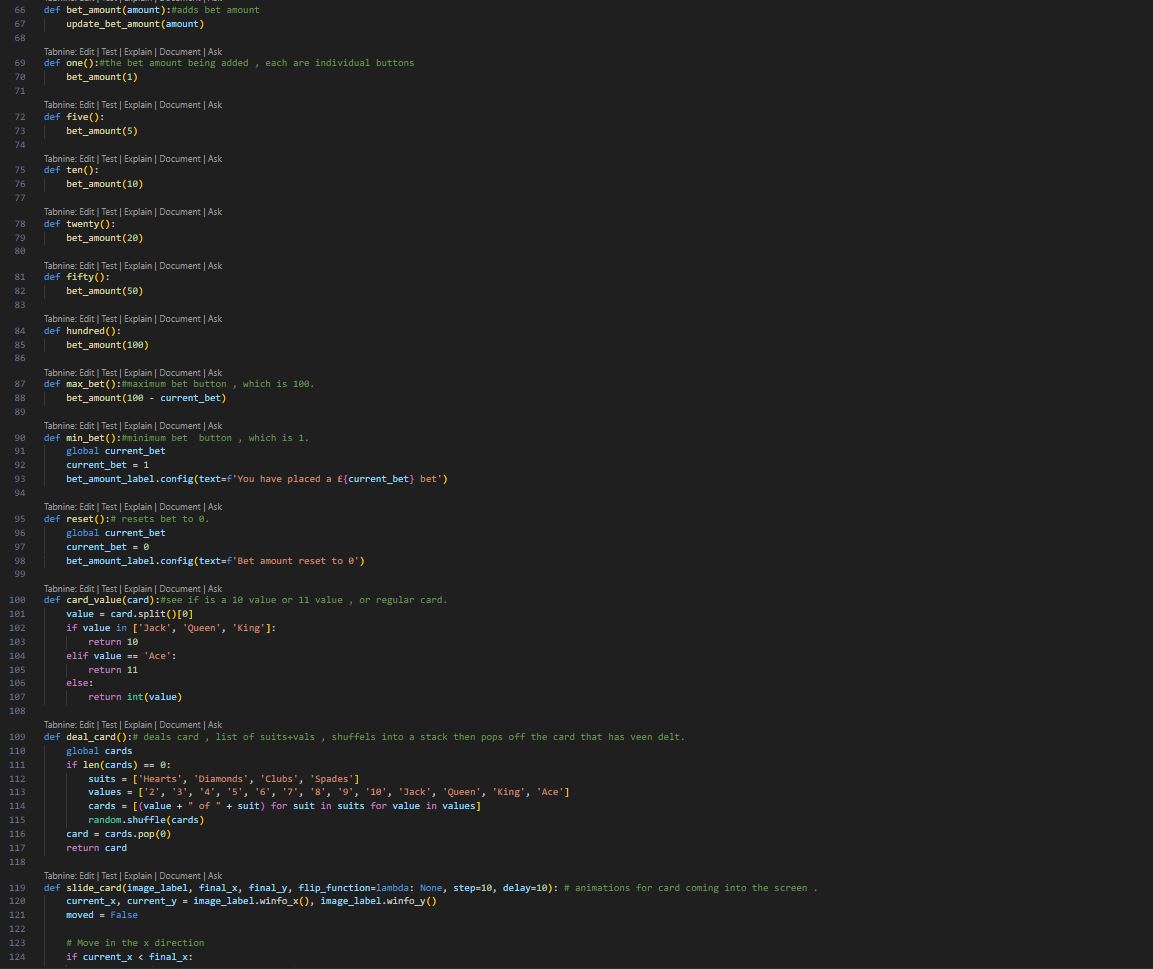 66 def bet_amount(amount):#adds bet amount
67     update_bet_amount(amount)
68
Tabnine: Edit | Test | Explain | Document | Ask
69 def one():#the bet amount being added , each are individual buttons
70     bet_amount(1)
71
Tabnine: Edit | Test | Explain | Document | Ask
72 def five():
73     bet_amount(5)
74
Tabnine: Edit | Test | Explain | Document | Ask
75 def ten():
76     bet_amount(10)
77
Tabnine: Edit | Test | Explain | Document | Ask
78 def twenty():
79     bet_amount(20)
80
Tabnine: Edit | Test | Explain | Document | Ask
81 def fifty():
82     bet_amount(50)
83
Tabnine: Edit | Test | Explain | Document | Ask
84 def hundred():
85     bet_amount(100)
86
Tabnine: Edit | Test | Explain | Document | Ask
87 def max_bet():#maximum bet button , which is 100.
88     bet_amount(100 - current_bet)
89
Tabnine: Edit | Test | Explain | Document | Ask
90 def min_bet():#minimum bet  button , which is 1.
91     global current_bet
92     current_bet = 1
93     bet_amount_label.config(text=f'You have placed a £{current_bet} bet')
94
Tabnine: Edit | Test | Explain | Document | Ask
95 def reset():# resets bet to 0.
96     global current_bet
97     current_bet = 0
98     bet_amount_label.config(text=f'Bet amount reset to 0')
99
Tabnine: Edit | Test | Explain | Document | Ask
100 def card_value(card):#see if is a 10 value or 11 value , or regular card.
101     value = card.split()[0]
102     if value in ['Jack', 'Queen', 'King']:
103         return 10
104     elif value == 'Ace':
105         return 11
106     else:
107         return int(value)
108
Tabnine: Edit | Test | Explain | Document | Ask
109 def deal_card():# deals card , list of suits+vals , shuffels into a stack then pops off the card that has veen delt.
110     global cards
111     if len(cards) == 0:
112         suits = ['Hearts', 'Diamonds', 'Clubs', 'Spades']
113         values = ['2', '3', '4', '5', '6', '7', '8', '9', '10', 'Jack', 'Queen', 'King', 'Ace']
114         cards = [(value + " of " + suit) for suit in suits for value in values]
115         random.shuffle(cards)
116     card = cards.pop(0)
117     return card
118
Tabnine: Edit | Test | Explain | Document | Ask
119 def slide_card(image_label, final_x, final_y, flip_function=lambda: None, step=10, delay=10): # animations for card coming into the screen .
120     current_x, current_y = image_label.winfo_x(), image_label.winfo_y()
121     moved = False
122
123     # Move in the x direction
124     if current_x < final_x: